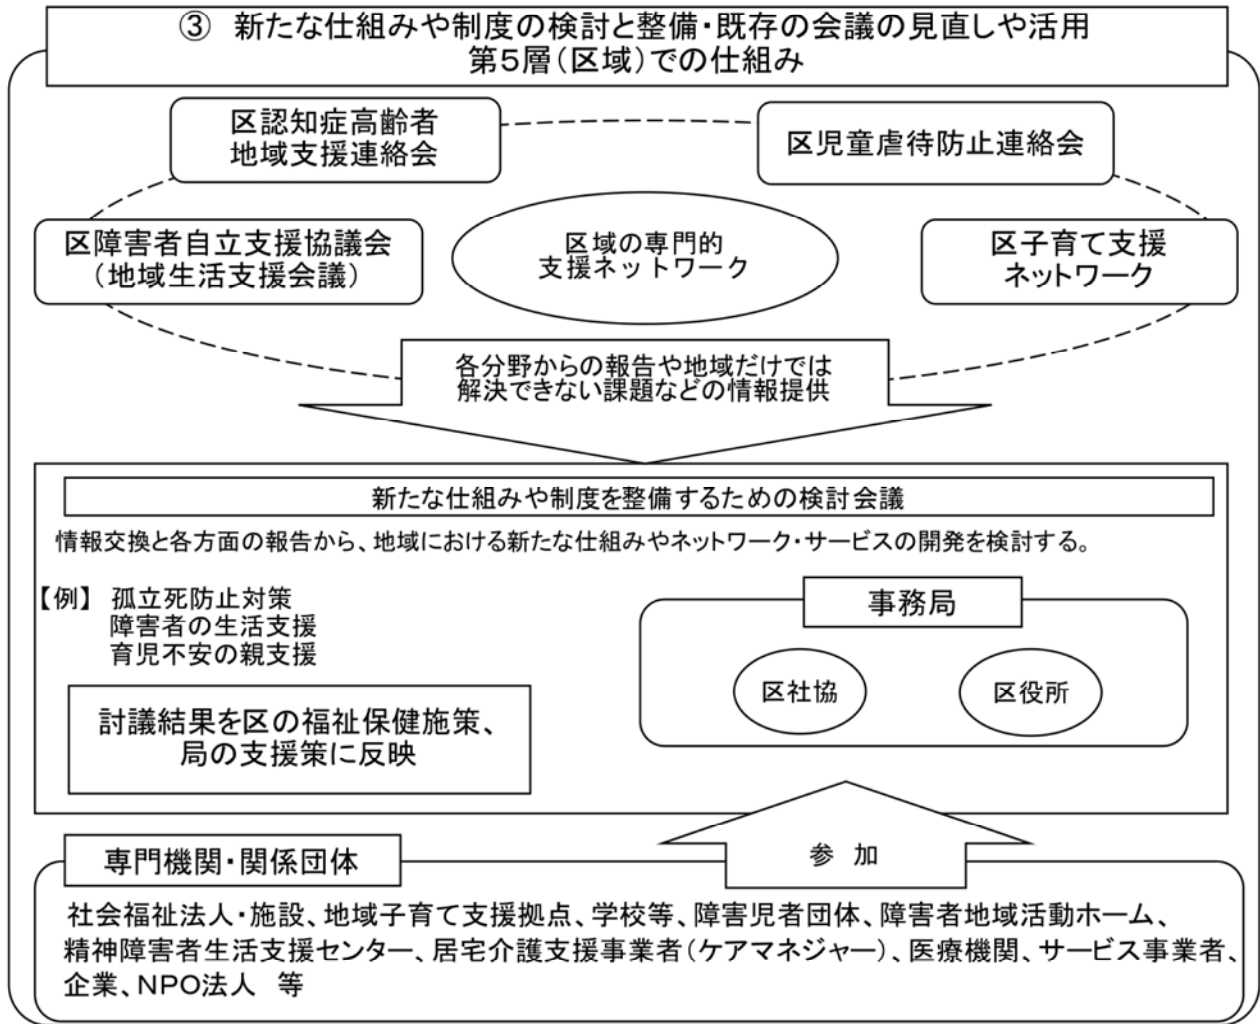 ③ 新たな仕組みや制度の検討と整備・既存の会議の見直しや活用
第5層(区域)での仕組み
区認知症高齢者
地域支援連絡会
区児童虐待防止連絡会
区障害者自立支援協議会
(地域生活支援会議)
区域の専門的
支援ネットワーク
区子育て支援
ネットワーク
各分野からの報告や地域だけでは
解決できない課題などの情報提供
新たな仕組みや制度を整備するための検討会議
情報交換と各方面の報告から、地域における新たな仕組みやネットワーク・サービスの開発を検討する。
【例】 孤立死防止対策
障害者の生活支援
育児不安の親支援
事務局
区社協
区役所
討議結果を区の福祉保健施策、
局の支援策に反映
参 加
専門機関・関係団体
社会福祉法人・施設、地域子育て支援拠点、学校等、障害児者団体、障害者地域活動ホーム、
精神障害者生活支援センター、居宅介護支援事業者(ケアマネジャー)、医療機関、サービス事業者、
企業、NPO法人 等